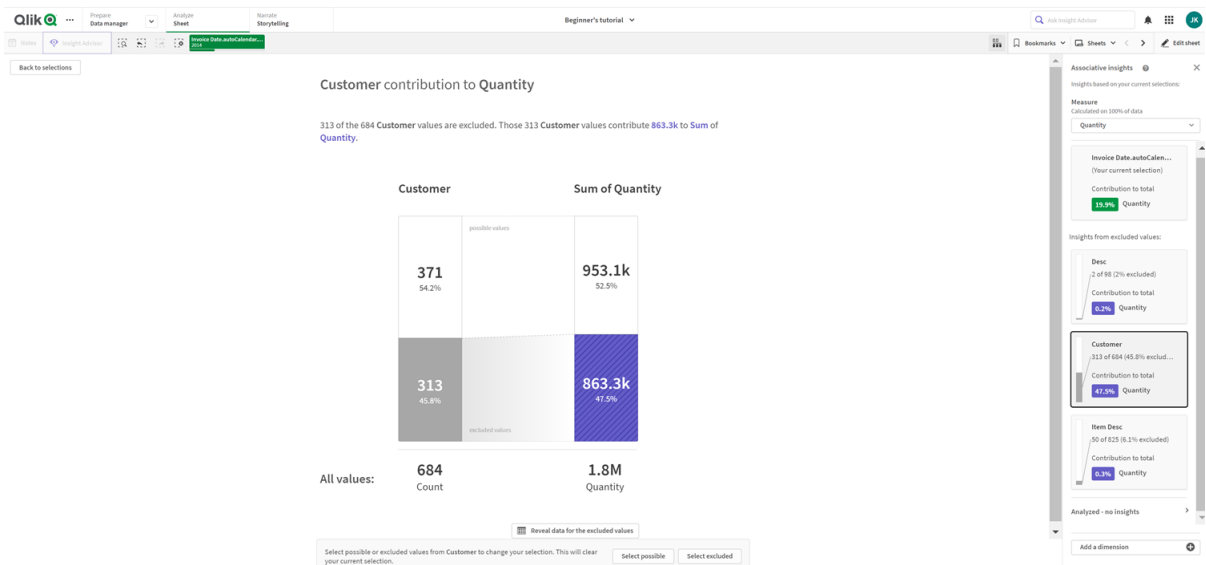 Qlik
Prepare
Data manager
Analyze
Sheet
Narrate
Storytelling
Beginner's tutorial
Ask Insight Advisor
JK
Notes
Insight Advisor
Invoice Date.autoCalendar....
2014
Bookmarks
Sheets
Edit sheet
Back to selections
Customer contribution to Quantity
313 of the 684 Customer values are excluded. Those 313 Customer values contribute 863.3k to Sum of
Quantity.
Customer
Sum of Quantity
possible values
371
54.2%
953.1k
52.5%
313
45.8%
863.3k
47.5%
excluded values
All values:
684
Count
1.8M
Quantity
Reveal data for the excluded values
Select possible or excluded values from Customer to change your selection. This will clear
your current selection.
Select possible
Select excluded
Associative insights
Insights based on your current selections:
Measure
Calculated on 100% of data
Quantity
Invoice Date.autoCalen...
(Your current selection)
Contribution to total
19.9% Quantity
Insights from excluded values:
Desc
2 of 98 (2% excluded)
Contribution to total
0.2% Quantity
Customer
313 of 684 (45.8% exclud...
Contribution to total
47.5% Quantity
Item Desc
50 of 825 (6.1% excluded)
Contribution to total
0.3% Quantity
Analyzed - no insights
Add a dimension